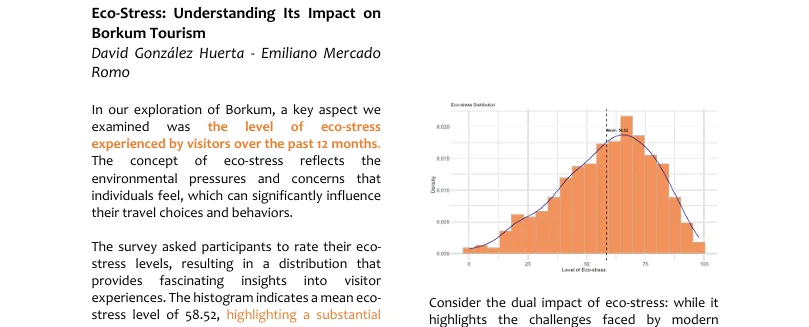 Eco-Stress: Understanding Its Impact on
Borkum Tourism
David González Huerta - Emiliano Mercado
Romo
In our exploration of Borkum, a key aspect we
examined was the level of eco-stress
experienced by visitors over the past 12 months.
The concept of eco-stress reflects the
environmental pressures and concerns that
individuals feel, which can significantly influence
their travel choices and behaviors.
The survey asked participants to rate their eco-
stress levels, resulting in a distribution that
provides fascinating insights into visitor
experiences. The histogram indicates a mean eco-
stress level of 58.52, highlighting a substantial
Eco-stress Distribution
0.020
0.015
0.010
0.005
0.000
Density
0
25
50
75
100
Level of Eco-stress
Consider the dual impact of eco-stress: while it
highlights the challenges faced by modern